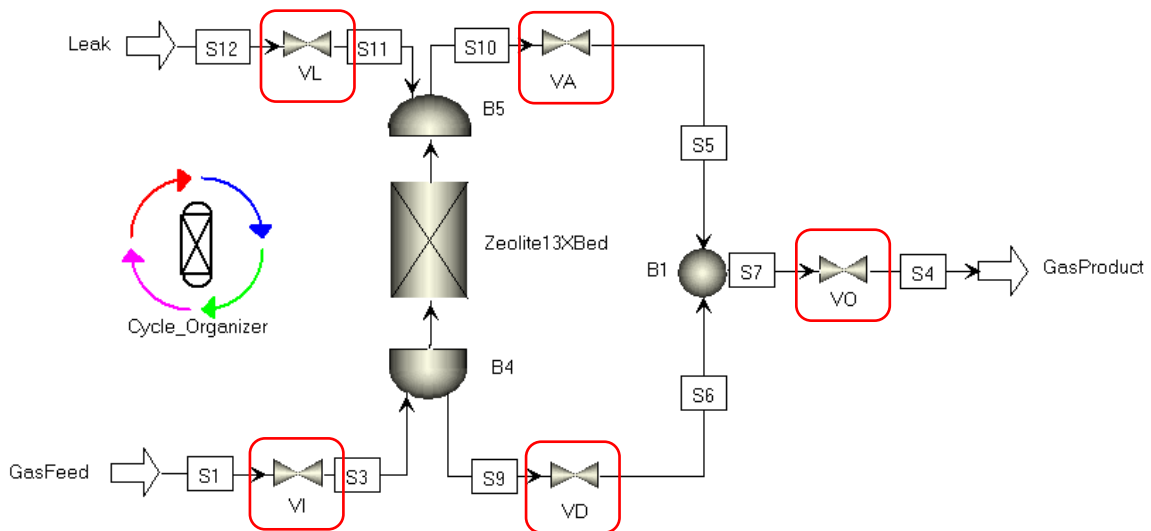 Leak
S12
VL
S11
S10
VA
B5
S5
Zeolite13XBed
Cycle_Organizer
B1
S7
VO
S4
GasProduct
B4
S6
GasFeed
S1
VI
S3
S9
VD